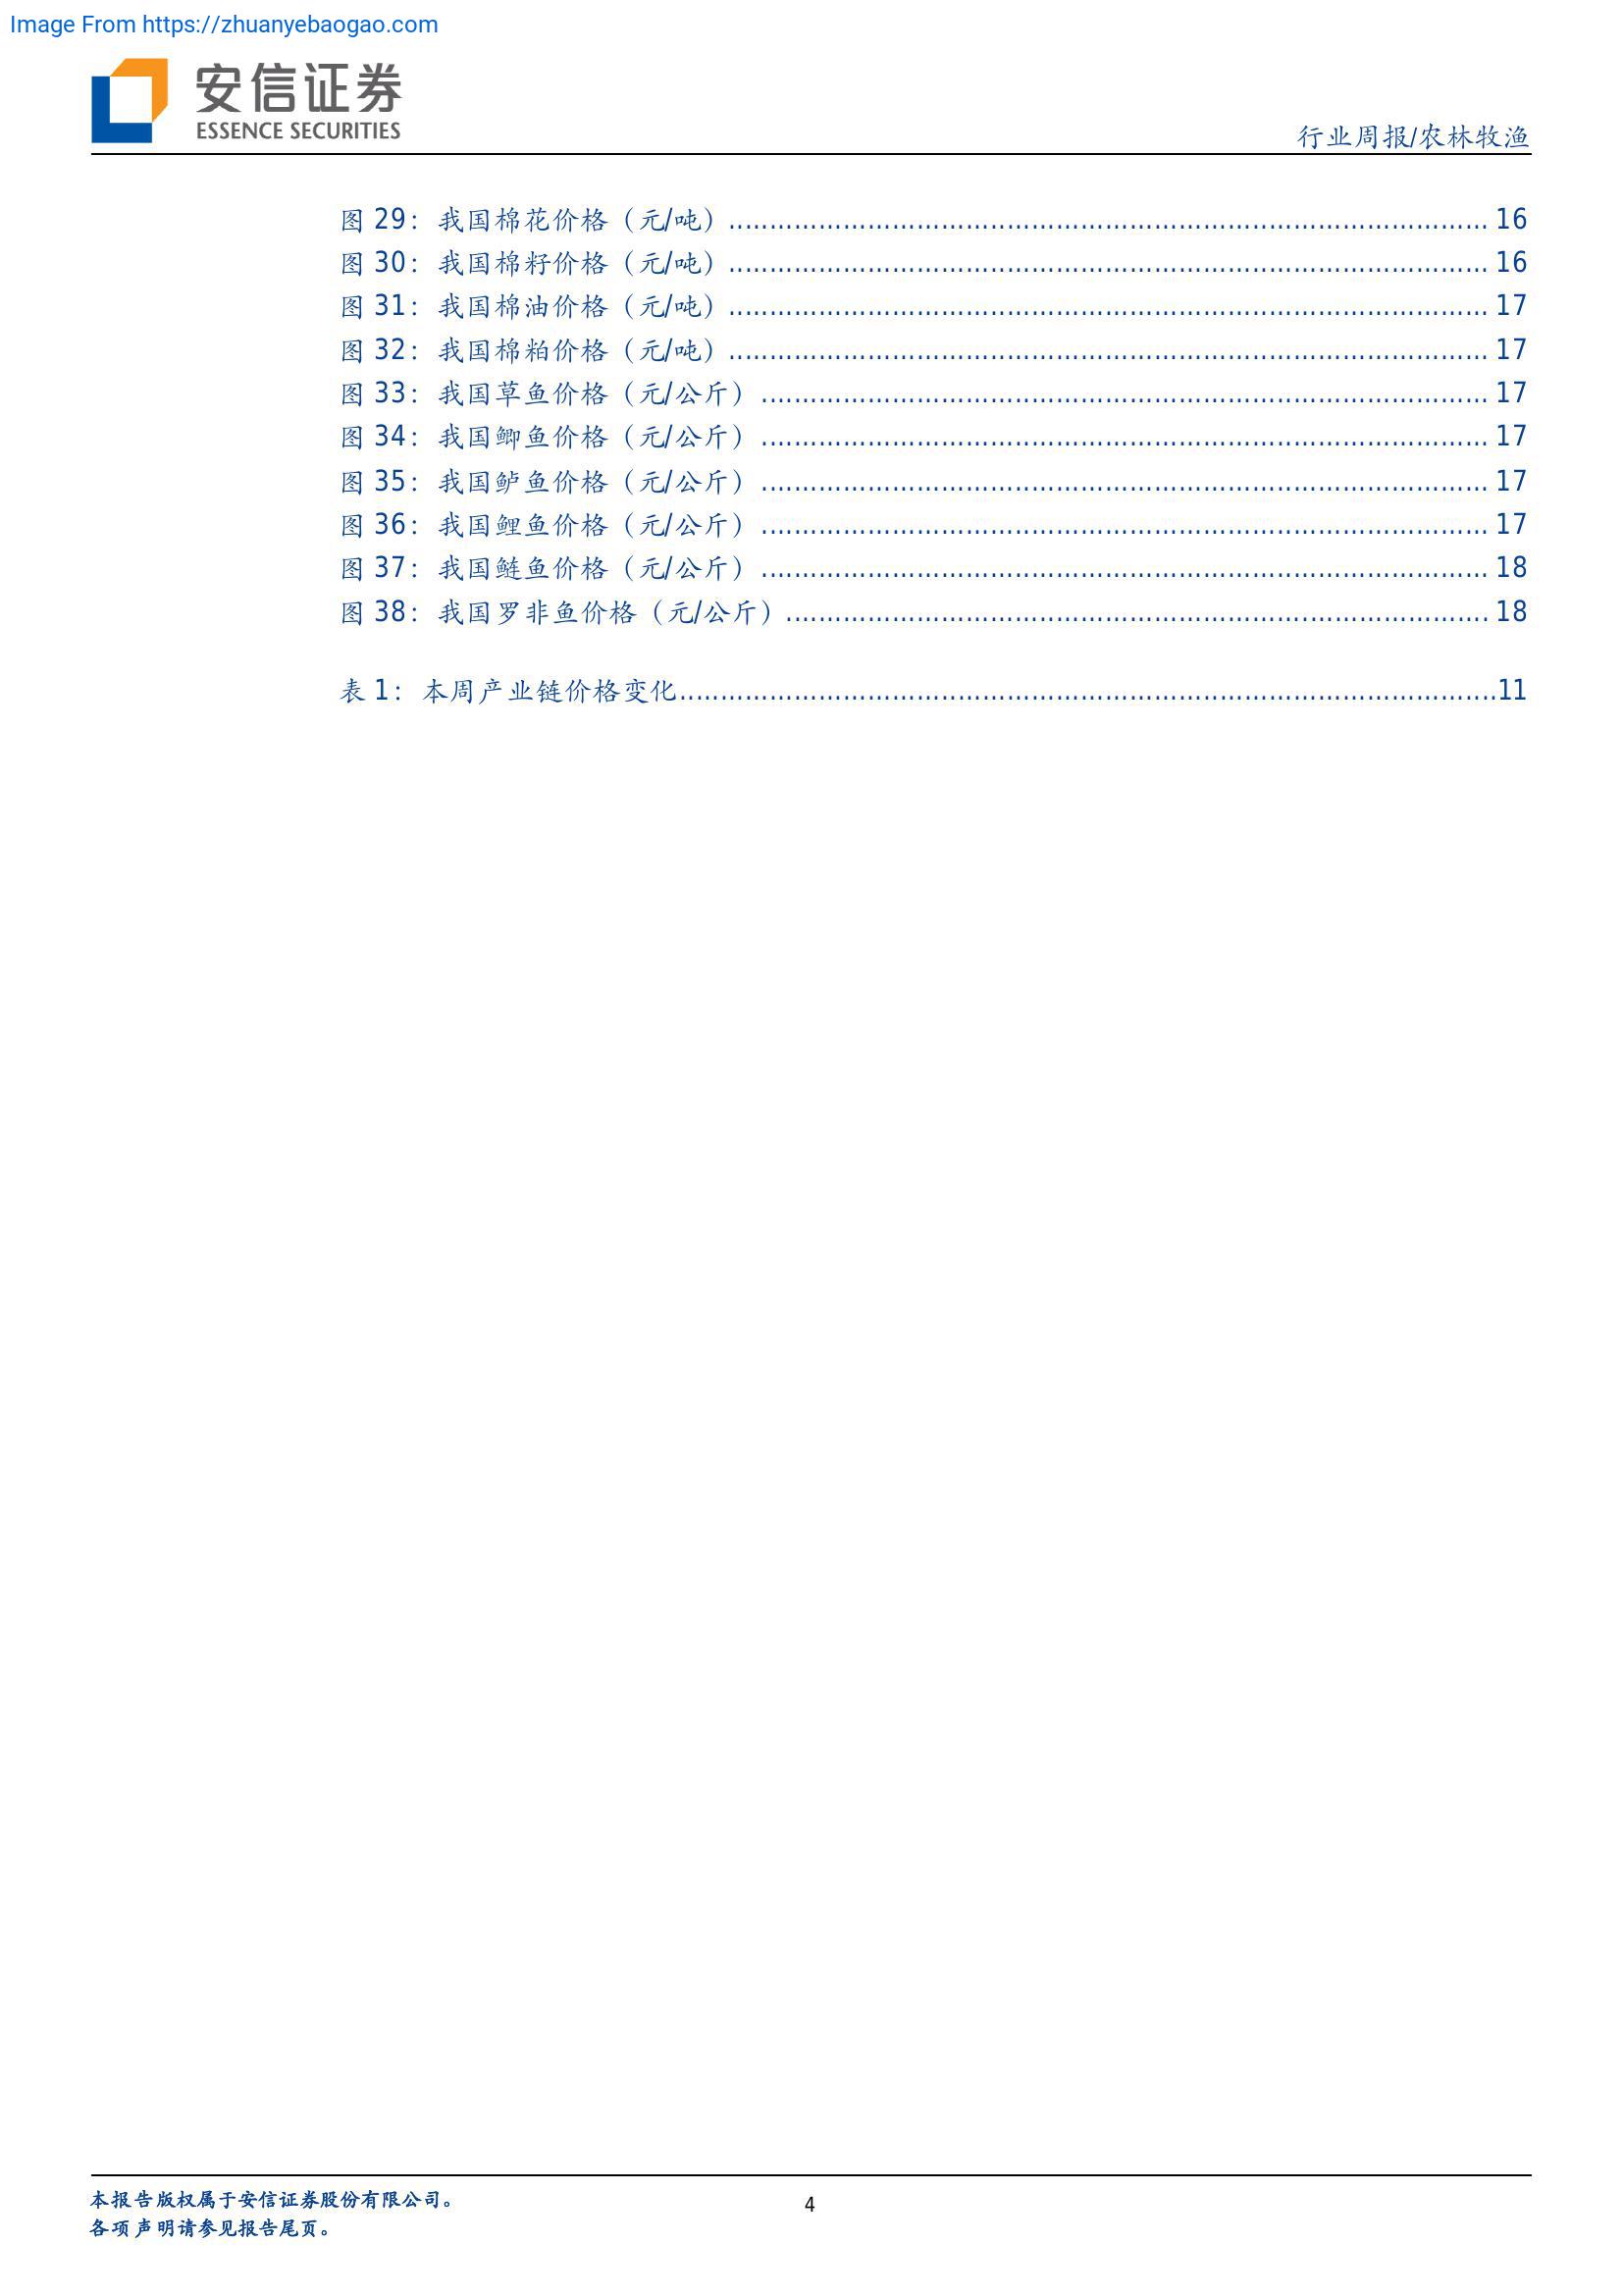 Image From https://zhuanyebaogao.com
安信证券
ESSENCE SECURITIES
行业周报/农林牧渔
图 29：我国棉花价格（元/吨）........................................................................................ 16
图 30：我国棉籽价格（元/吨）........................................................................................ 16
图 31：我国棉油价格（元/吨）........................................................................................ 17
图 32：我国棉粕价格（元/吨）........................................................................................ 17
图 33：我国草鱼价格（元/公斤）.................................................................................... 17
图 34：我国鲫鱼价格（元/公斤）.................................................................................... 17
图 35：我国鲈鱼价格（元/公斤）.................................................................................... 17
图 36：我国鲤鱼价格（元/公斤）.................................................................................... 17
图 37：我国鲢鱼价格（元/公斤）.................................................................................... 18
图 38：我国罗非鱼价格（元/公斤）................................................................................. 18
表 1：本周产业链价格变化..............................................................................................11
本报告版权属于安信证券股份有限公司。
各项声明请参见报告尾页。
4